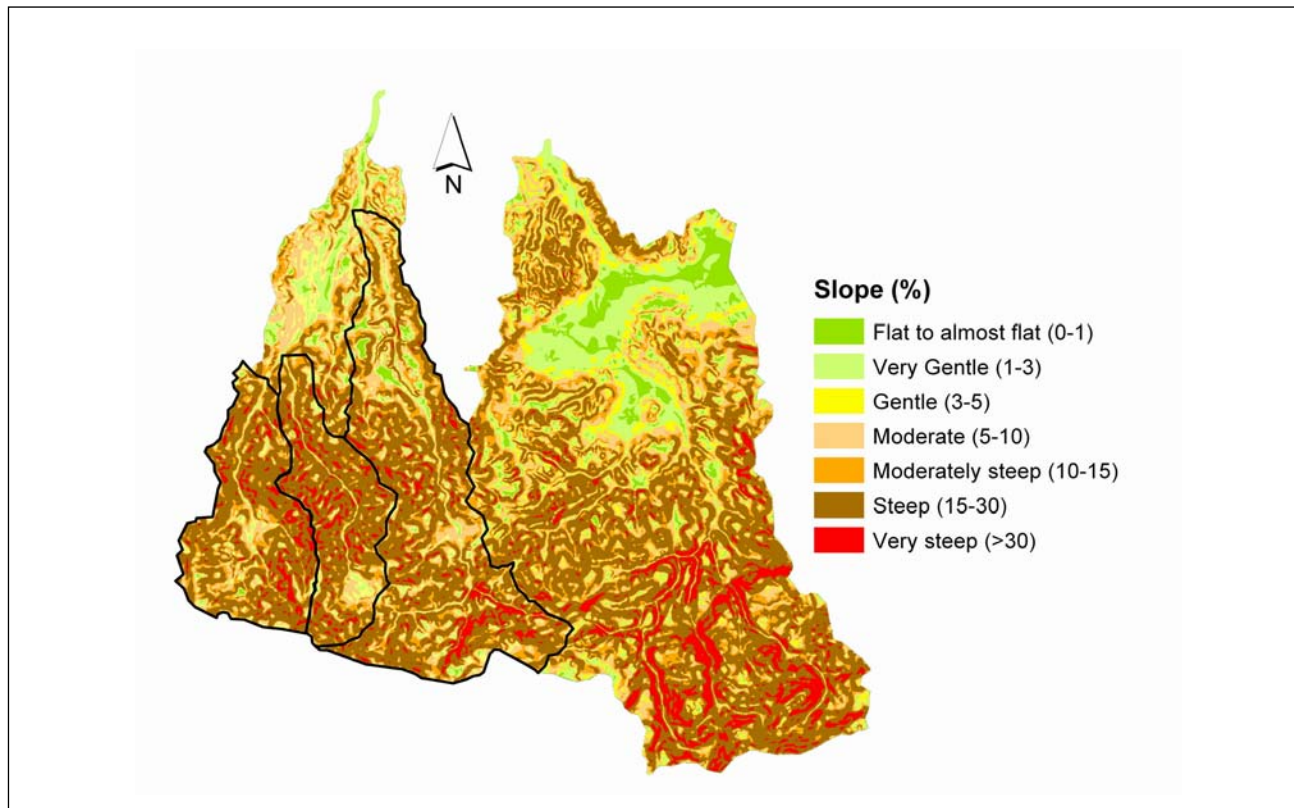 N
Slope (%)
Flat to almost flat (0-1)
Very Gentle (1-3)
Gentle (3-5)
Moderate (5-10)
Moderately steep (10-15)
Steep (15-30)
Very steep (>30)